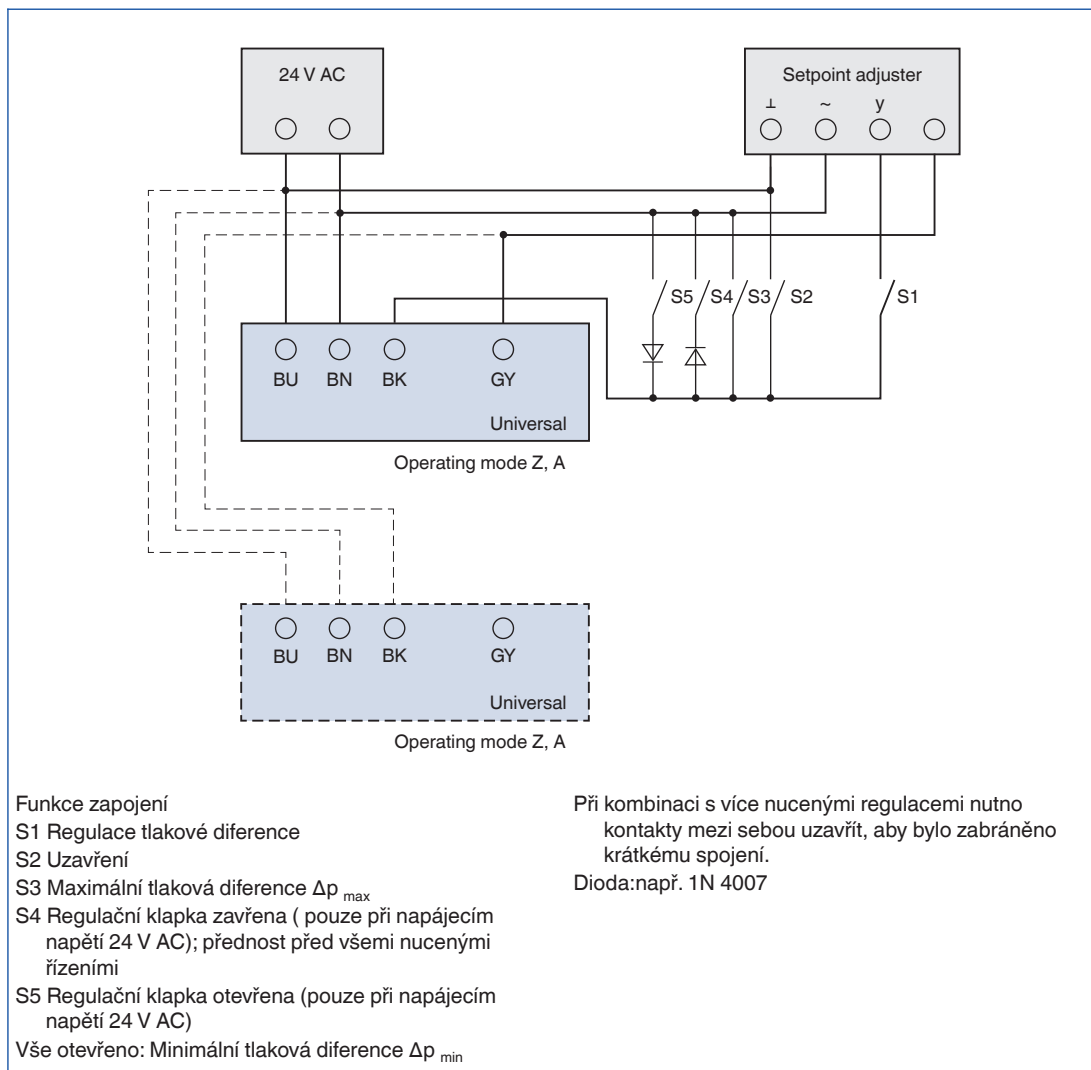 24 V AC
Setpoint adjuster
⊥ ~ y
S5 S4 S3 S2 S1
BU BN BK GY
Universal
Operating mode Z, A
BU BN BK GY
Universal
Operating mode Z, A
Funkce zapojení
S1 Regulace tlakové diference
S2 Uzavření
S3 Maximální tlaková diference Δp max
S4 Regulační klapka zavřena ( pouze při napájecím
napětí 24 V AC); přednost před všemi nucenými
řízeními
S5 Regulační klapka otevřena (pouze při napájecím
napětí 24 V AC)
Vše otevřeno: Minimální tlaková diference Δp min
Při kombinaci s více nucenými regulacemi nutno
kontakty mezi sebou uzavřít, aby bylo zabráněno
krátkému spojení.
Dioda:např. 1N 4007